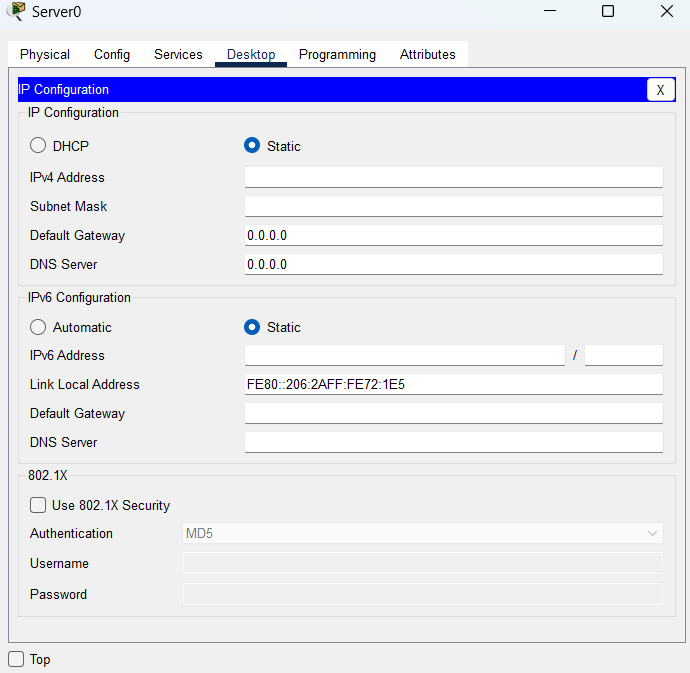 Server0
Physical Config Services Desktop Programming Attributes
IP Configuration X
IP Configuration
DHCP Static
IPv4 Address
Subnet Mask
Default Gateway 0.0.0.0
DNS Server 0.0.0.0
IPv6 Configuration
Automatic Static
IPv6 Address /
Link Local Address FE80::206:2AFF:FE72:1E5
Default Gateway
DNS Server
802.1X
Use 802.1X Security
Authentication MD5
Username
Password
Top